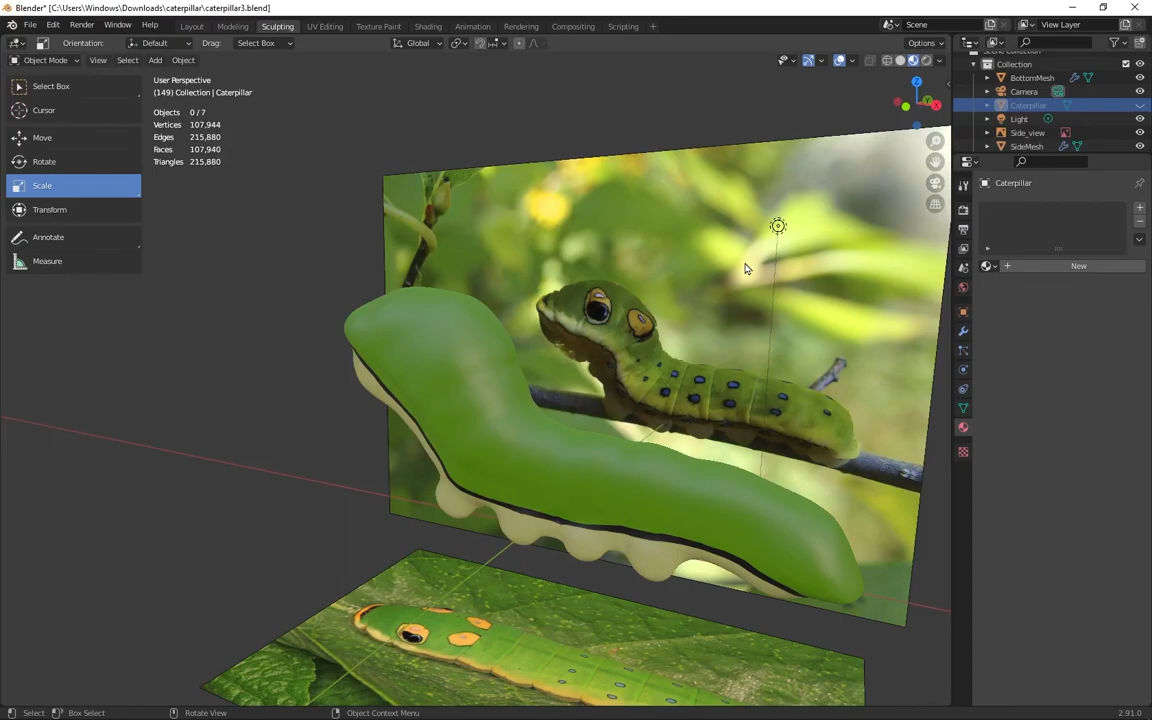 Blender* [C:\Users\Windows\Downloads\caterpillar\caterpillar3.blend]
File Edit Render Window Help Layout Modeling Sculpting UV Editing Texture Paint Shading Animation Rendering Compositing Scripting + Scene View Layer
Orientation: Default Drag: Select Box Global Options
Object Mode View Select Add Object
Select Box
Cursor
Move
Rotate
Scale
Transform
Annotate
Measure
User Perspective
(149) Collection | Caterpillar
Objects 0 / 7
Vertices 107,944
Edges 215,880
Faces 107,940
Triangles 215,880
Z
Y
X
Scene Collection
Collection
BottomMesh
Camera
Caterpillar
Light
Side_view
SideMesh
Caterpillar
New
Select Box Select Rotate View Object Context Menu 2.91.0